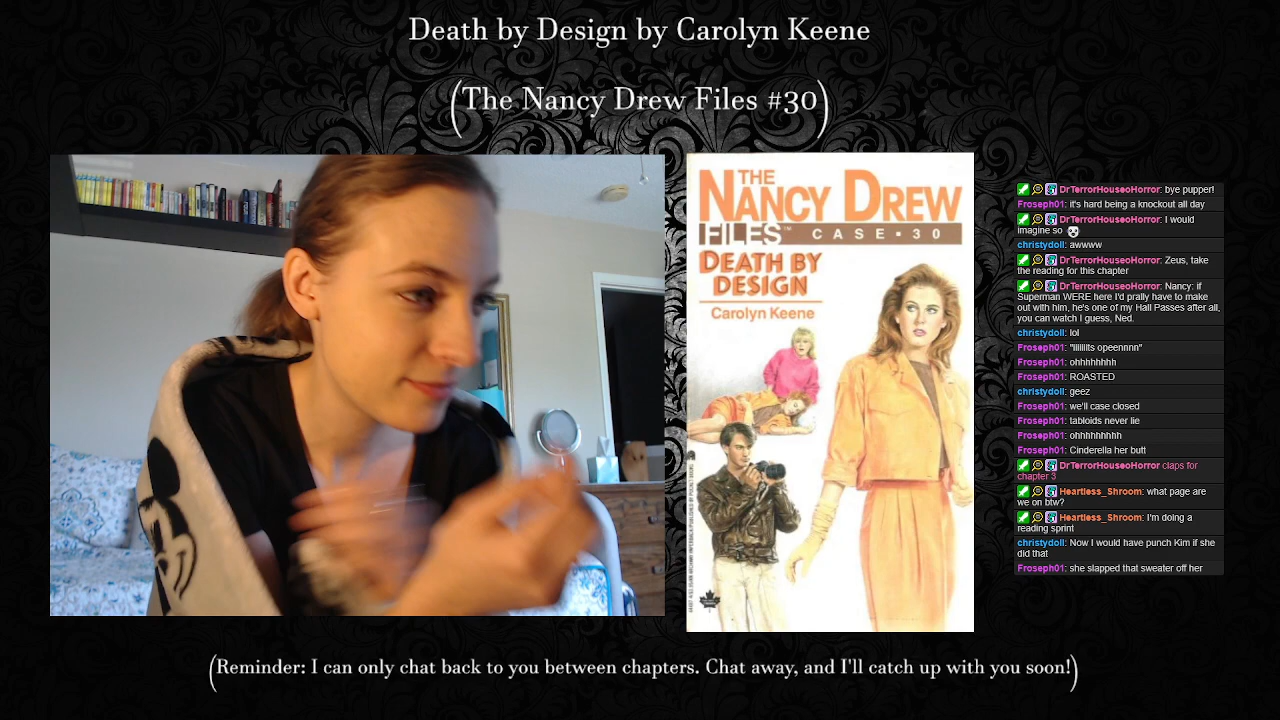 Death by Design by Carolyn Keene
(The Nancy Drew Files #30)
THE
NANCY DREW
FILES™ CASE • 30
DEATH BY
DESIGN
Carolyn Keene
DrTerrorHouseoHorror: bye pupper!
Froseph01: it's hard being a knockout all day
DrTerrorHouseoHorror: I would
imagine so
christydoll: awwww
DrTerrorHouseoHorror: Zeus, take
the reading for this chapter
DrTerrorHouseoHorror: Nancy: if
Superman WERE here I'd prally have to make
out with him, he's one of my Hall Passes after all,
you can watch I guess, Ned.
christydoll: lol
Froseph01: "Iiiiiiits opeennnn"
Froseph01: ohhhhhhhh
Froseph01: ROASTED
christydoll: geez
Froseph01: we'll case closed
Froseph01: tabloids never lie
Froseph01: ohhhhhhhhh
Froseph01: Cinderella her butt
DrTerrorHouseoHorror claps for
chapter 3
Heartless_Shroom: what page are
we on btw?
Heartless_Shroom: I'm doing a
reading sprint
christydoll: Now I would have punch Kim if she
did that
Froseph01: she slapped that sweater off her
(Reminder: I can only chat back to you between chapters. Chat away, and I'll catch up with you soon!)